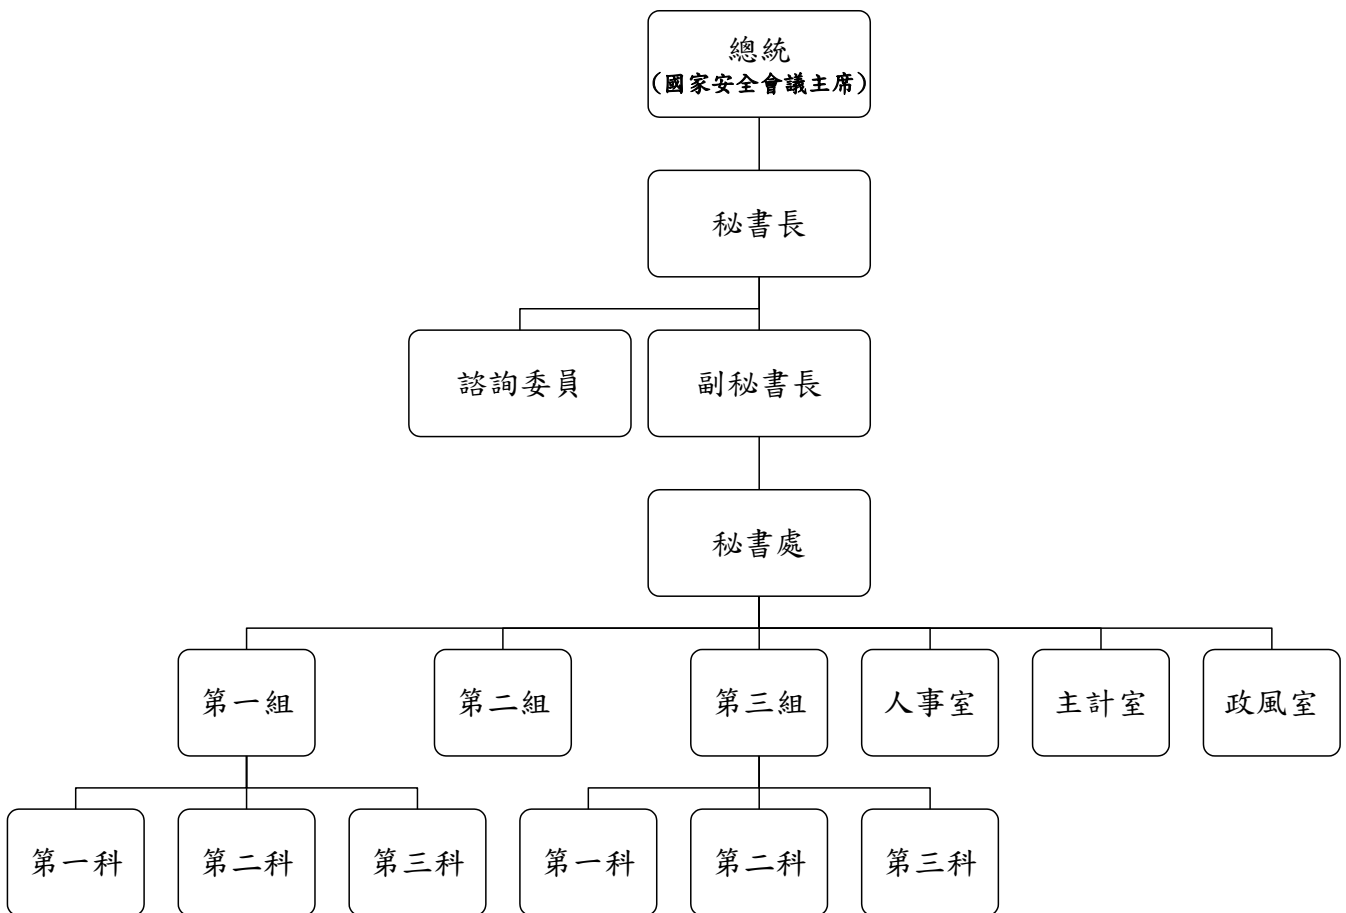 總統
(國家安全會議主席)
秘書長
諮詢委員
副秘書長
秘書處
第一組
第二組
第三組
人事室
主計室
政風室
第一科
第二科
第三科
第一科
第二科
第三科